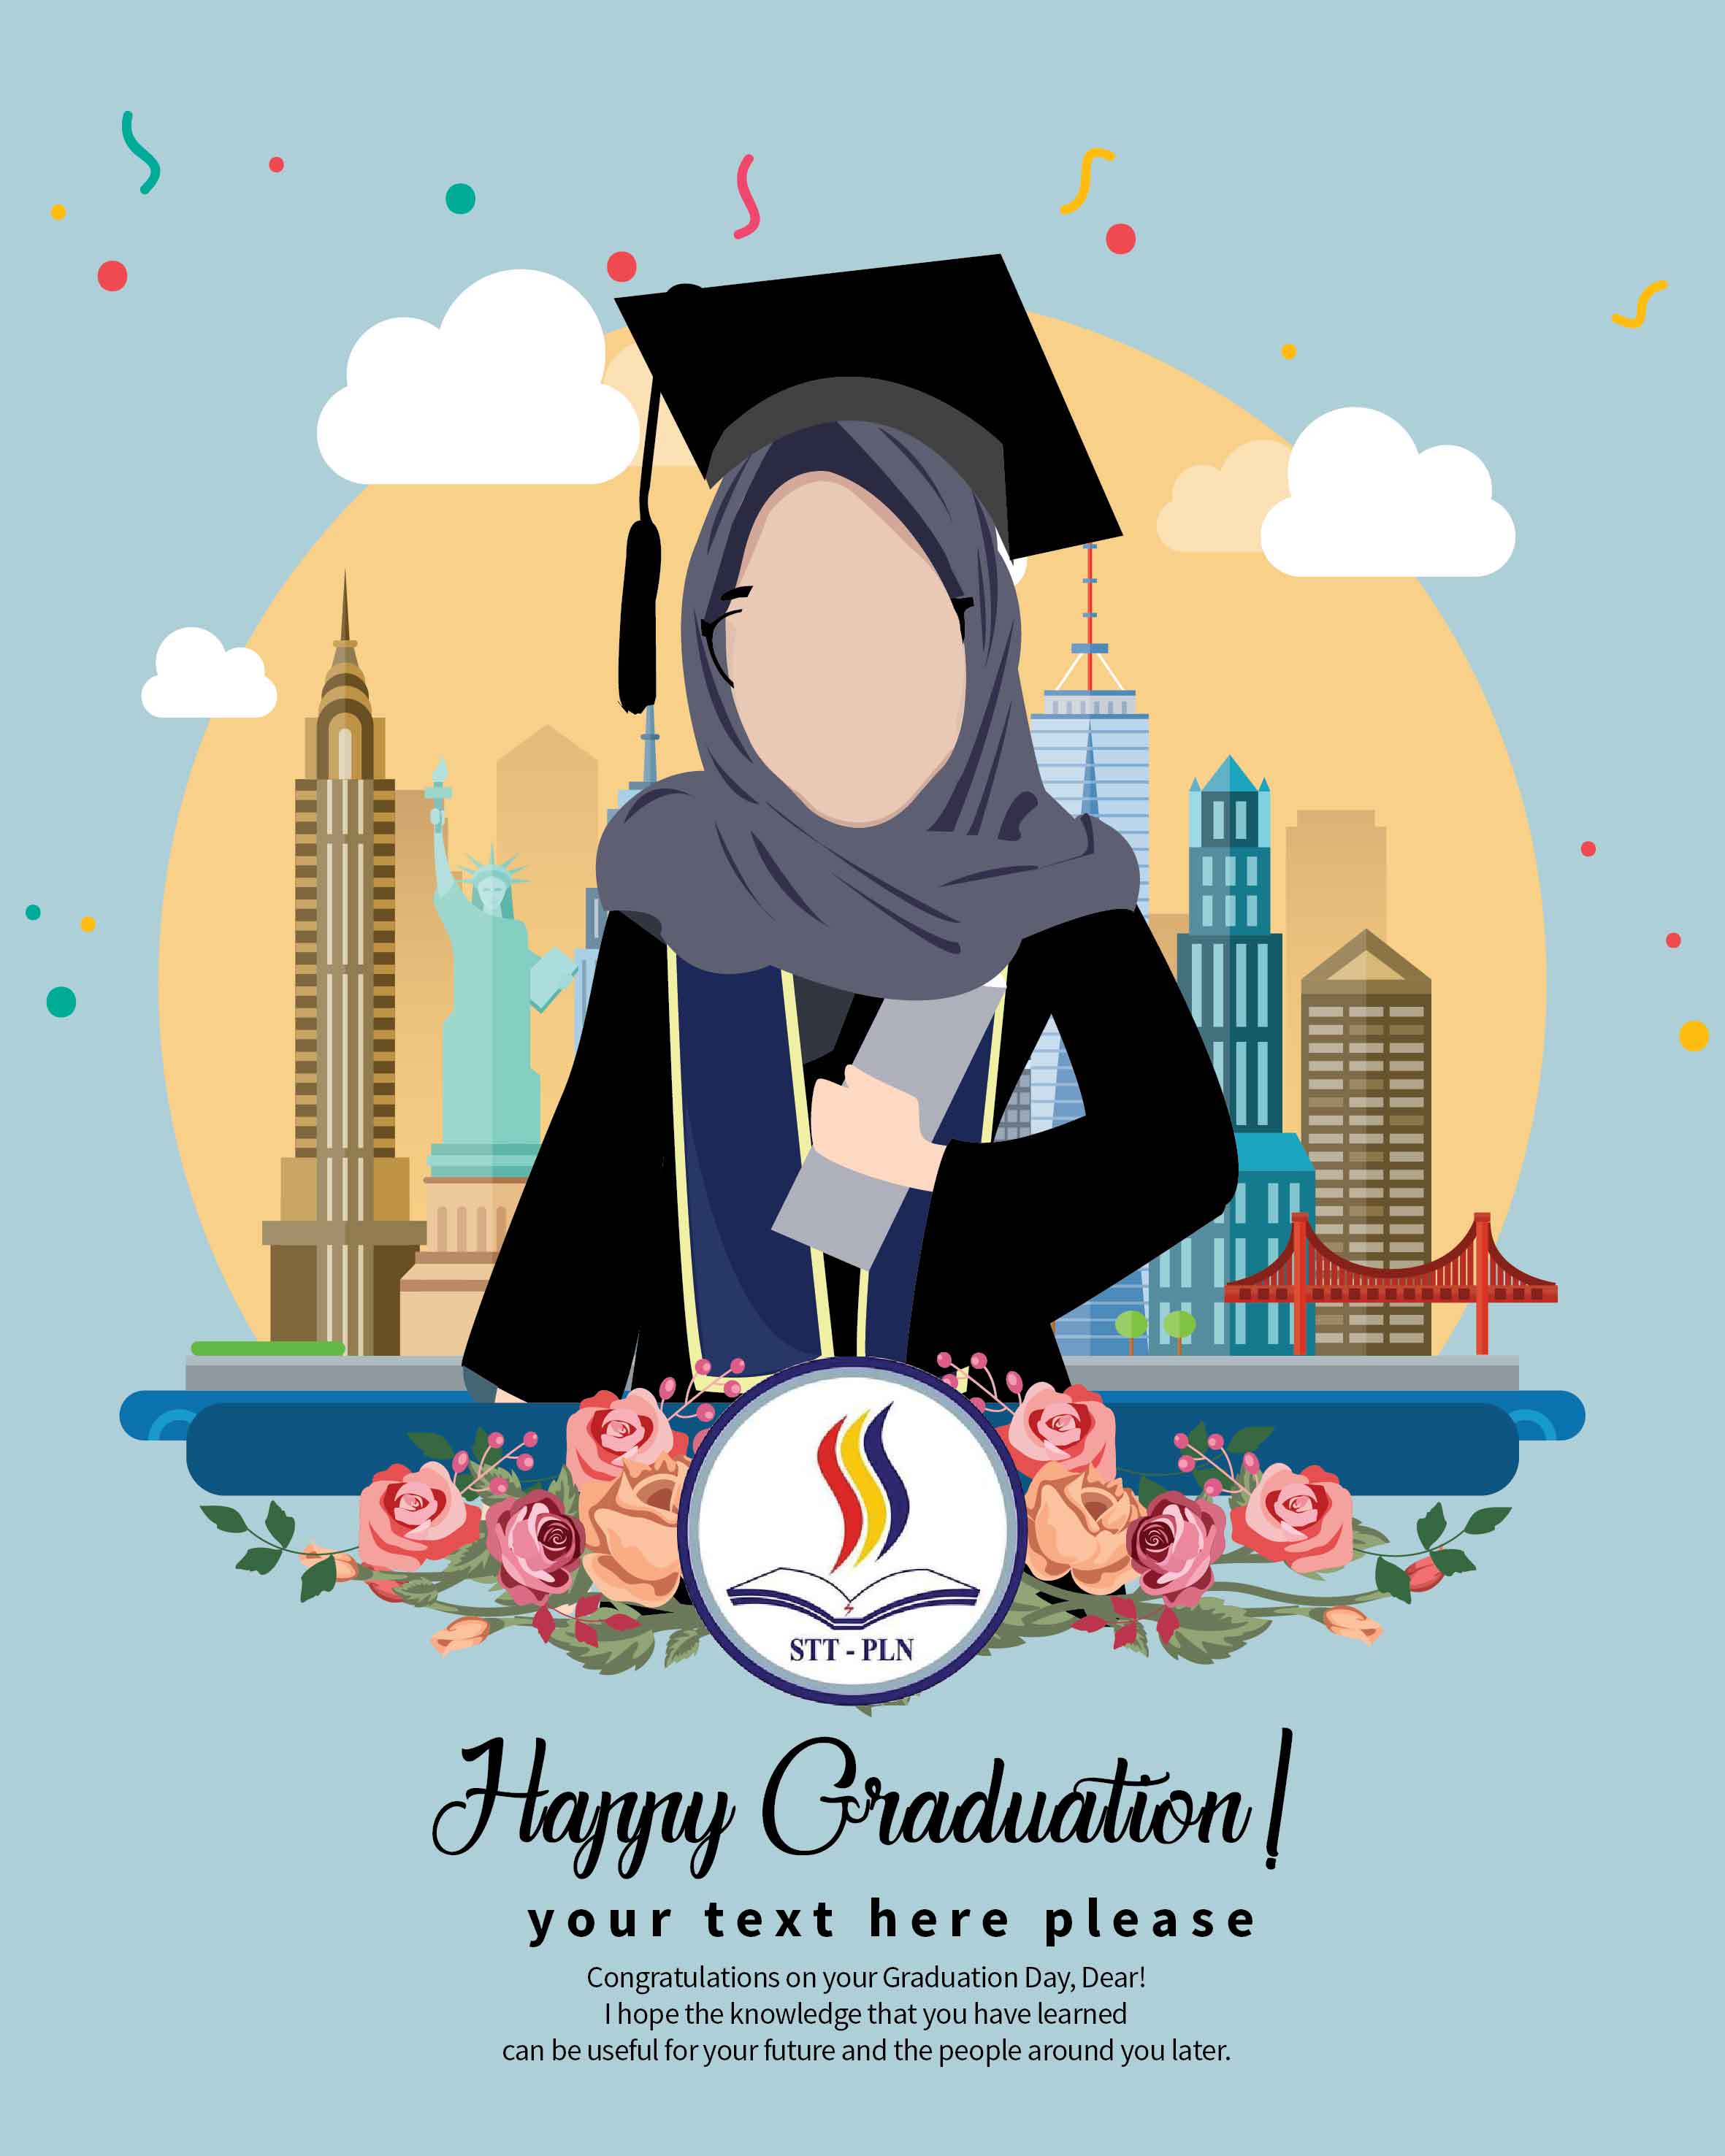 STT - PLN
Happy Graduation!
your text here please
Congratulations on your Graduation Day, Dear!
I hope the knowledge that you have learned
can be useful for your future and the people around you later.